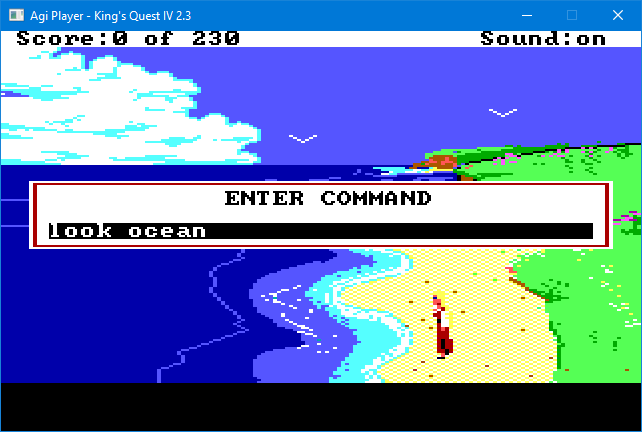 Agi Player - King's Quest IV 2.3
Score:0 of 230 Sound:on
ENTER COMMAND
look ocean